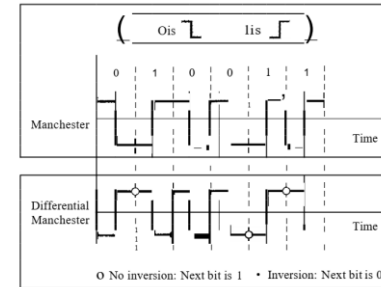 Ois lis
0 1 0 0 1 1
Manchester
Time
Differential
Manchester
Time
o No inversion: Next bit is 1 • Inversion: Next bit is 0